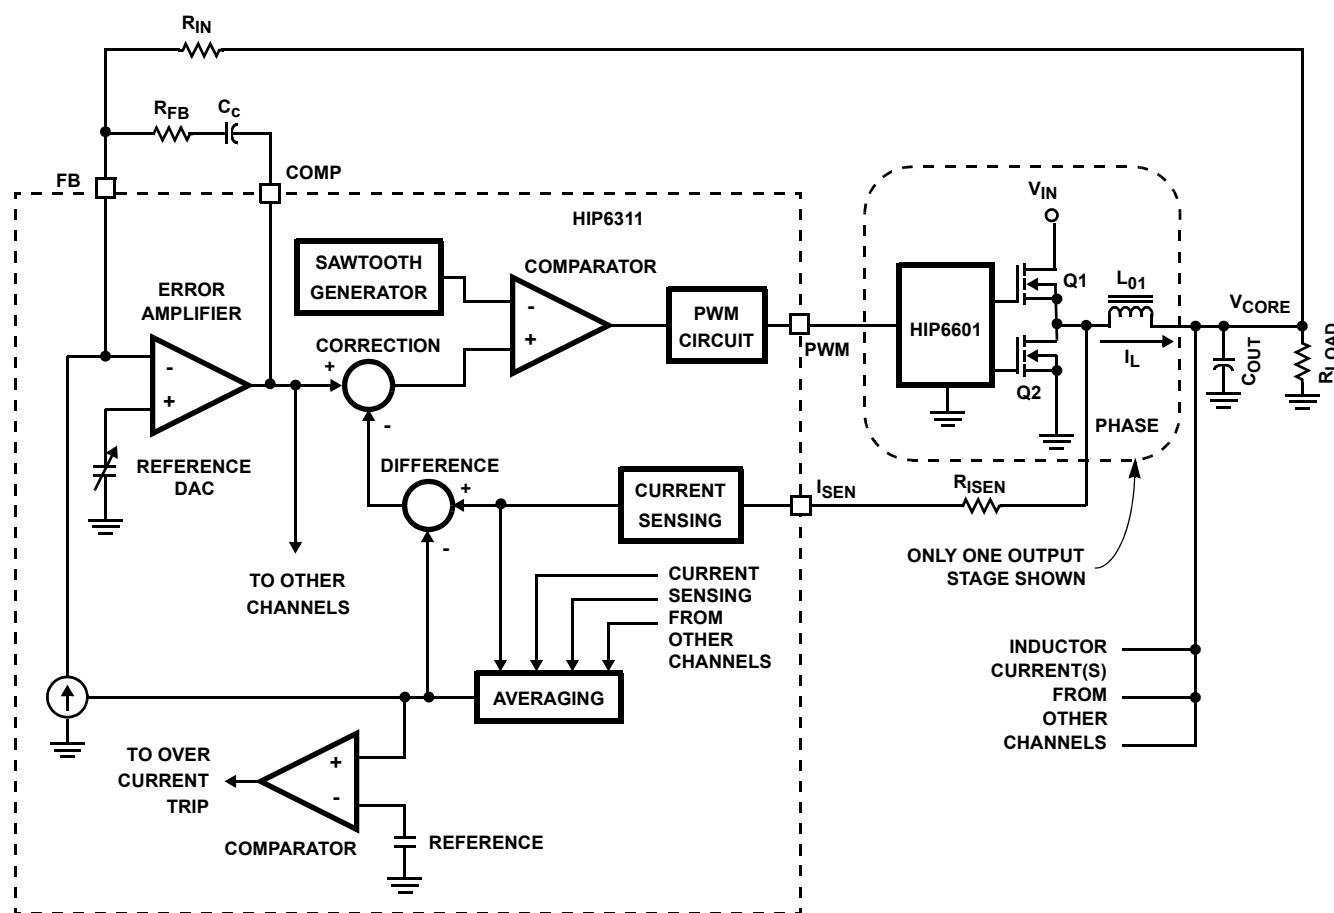 R_IN
R_FB
C_C
FB
COMP
HIP6311
V_IN
SAWTOOTH
GENERATOR
COMPARATOR
-
+
ERROR
AMPLIFIER
-
+
CORRECTION
+
-
PWM
CIRCUIT
PWM
HIP6601
Q1
Q2
L_01
I_L
V_CORE
C_OUT
R_LOAD
PHASE
REFERENCE
DAC
DIFFERENCE
+
-
CURRENT
SENSING
I_SEN
R_ISEN
ONLY ONE OUTPUT
STAGE SHOWN
TO OTHER
CHANNELS
CURRENT
SENSING
FROM
OTHER
CHANNELS
AVERAGING
INDUCTOR
CURRENT(S)
FROM
OTHER
CHANNELS
TO OVER
CURRENT
TRIP
+
-
COMPARATOR
REFERENCE